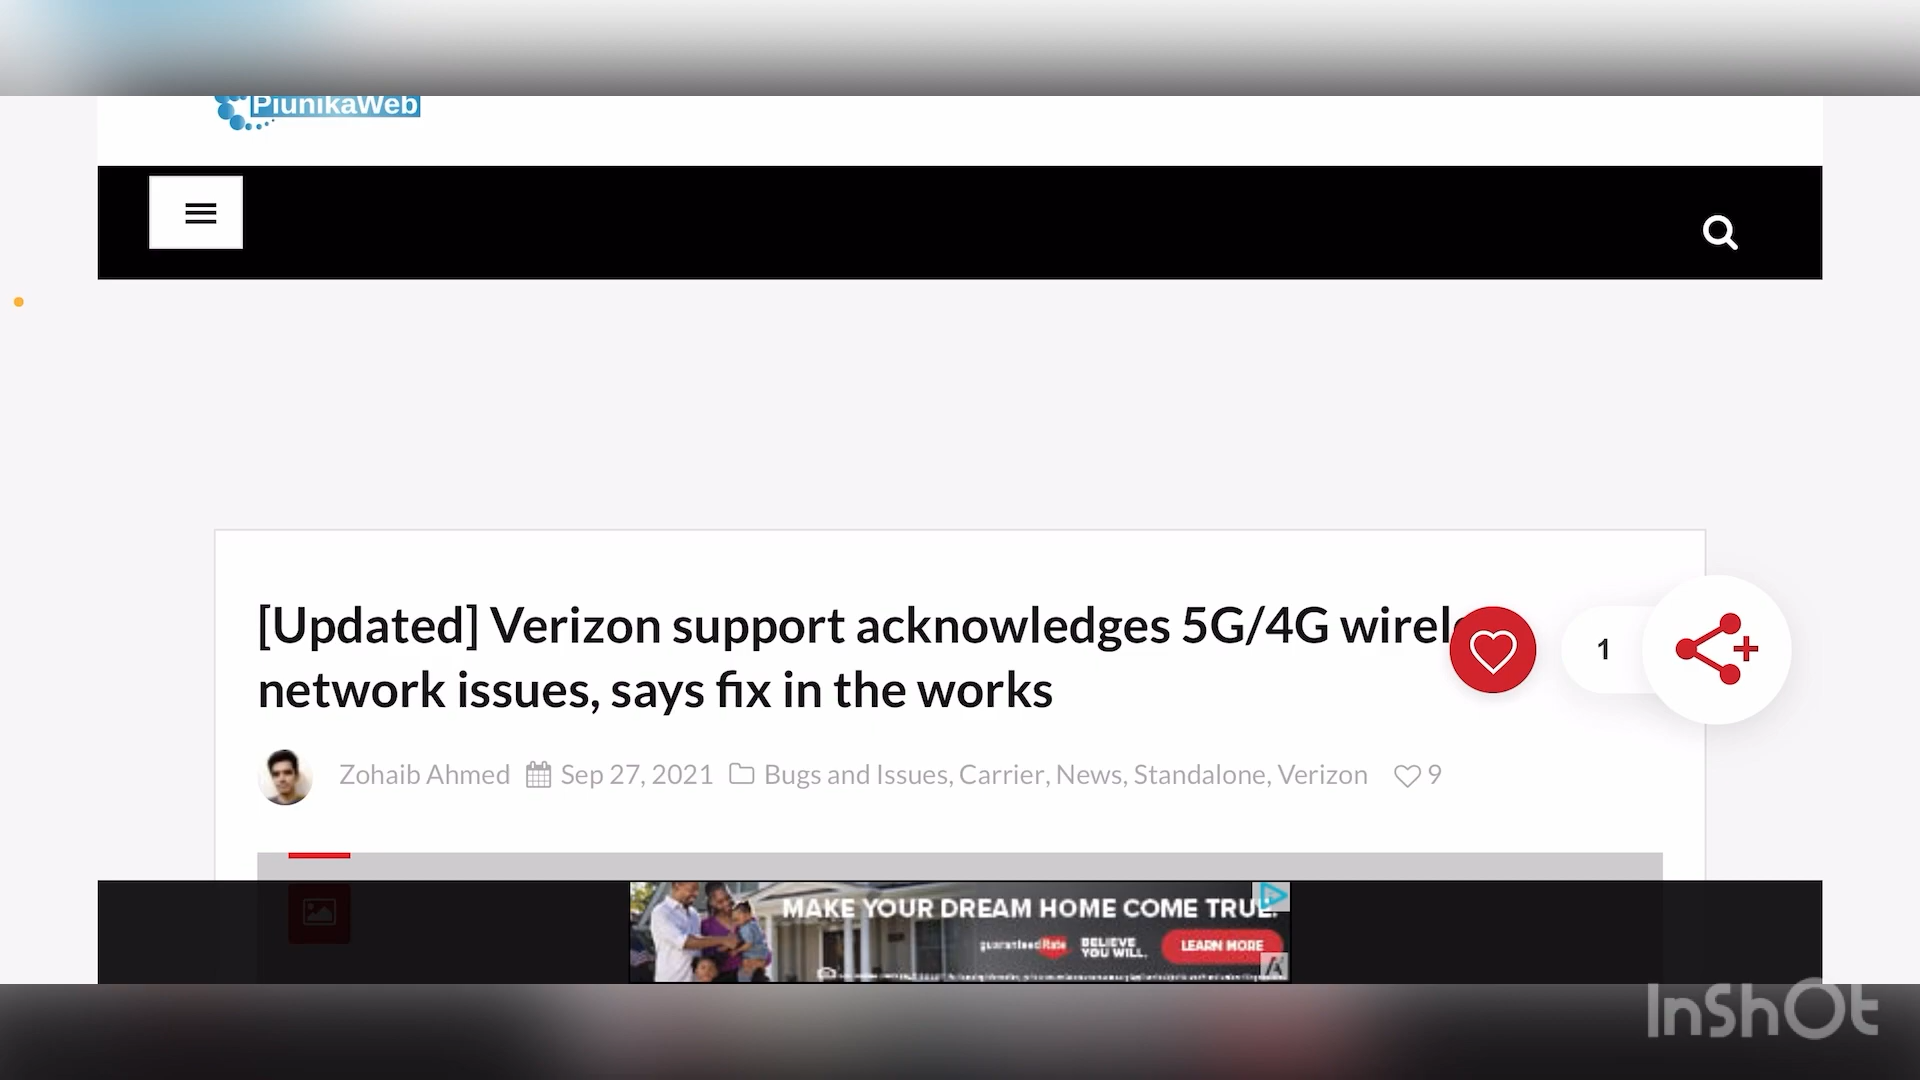 PiunikaWeb
[Updated] Verizon support acknowledges 5G/4G wirel
network issues, says fix in the works
1
Zohaib Ahmed Sep 27, 2021 Bugs and Issues, Carrier, News, Standalone, Verizon 9
MAKE YOUR DREAM HOME COME TRUE.
guaranteed Rate BELIEVE YOU WILL. LEARN MORE
InShOt